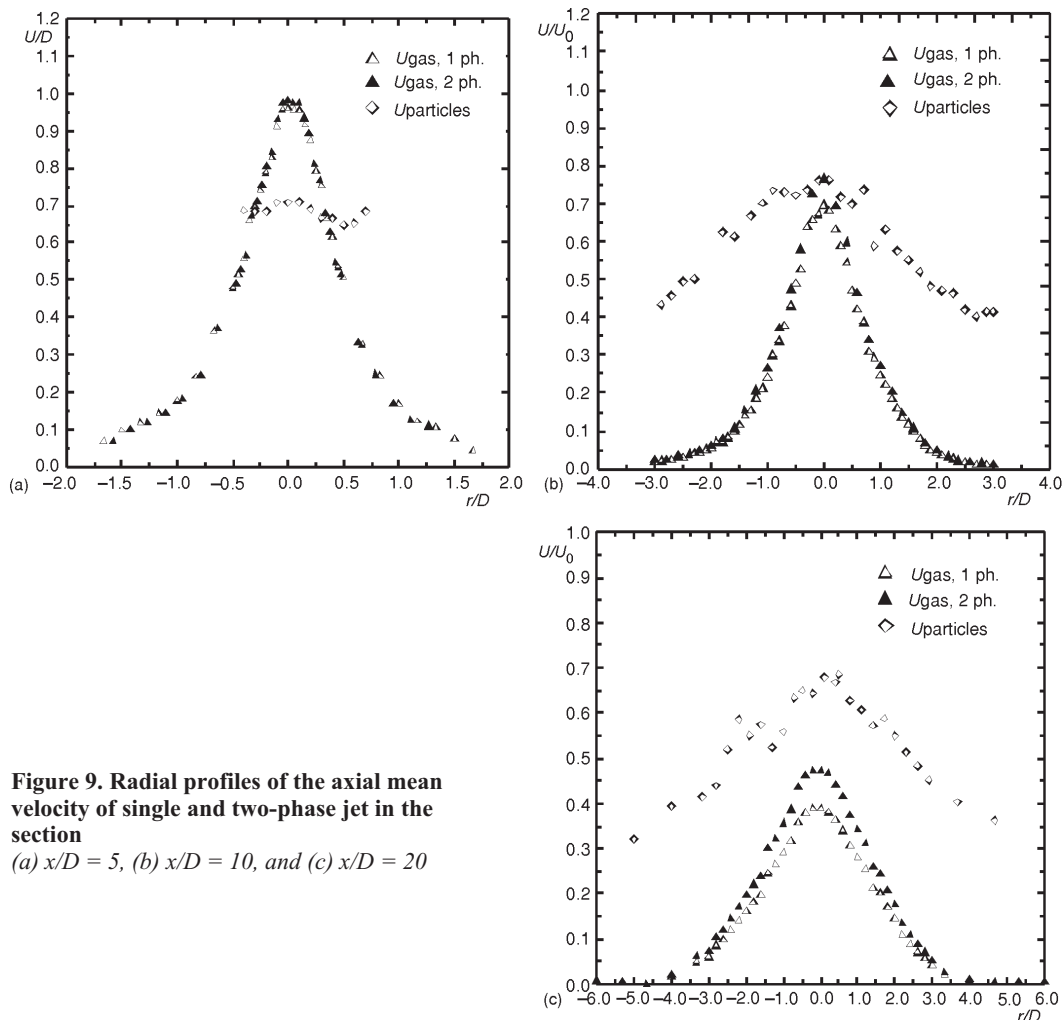 1.2
U/D
1.1
1.0
0.9
0.8
0.7
0.6
0.5
0.4
0.3
0.2
0.1
0.0
Ugas, 1 ph.
Ugas, 2 ph.
Uparticles
(a)
−2.0 −1.5 −1.0 −0.5 0.0 0.5 1.0 1.5 2.0
r/D
1.2
U/U0
1.1
1.0
0.9
0.8
0.7
0.6
0.5
0.4
0.3
0.2
0.1
0.0
Ugas, 1 ph.
Ugas, 2 ph.
Uparticles
(b)
−4.0 −3.0 −2.0 −1.0 0.0 1.0 2.0 3.0 4.0
r/D
1.0
U/U0
0.9
0.8
0.7
0.6
0.5
0.4
0.3
0.2
0.1
0.0
Ugas, 1 ph.
Ugas, 2 ph.
Uparticles
(c)
−6.0 −5.0 −4.0 −3.0 −2.0 −1.0 0.0 1.0 2.0 3.0 4.0 5.0 6.0
r/D
Figure 9. Radial profiles of the axial mean
velocity of single and two-phase jet in the
section
(a) x/D = 5, (b) x/D = 10, and (c) x/D = 20